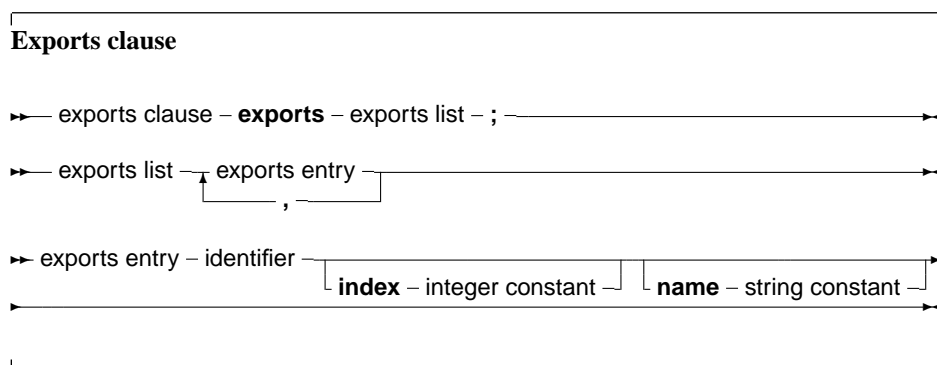 Exports clause
exports clause – exports – exports list – ; –
exports list – exports entry –
– , –
exports entry – identifier –
index – integer constant – name – string constant –